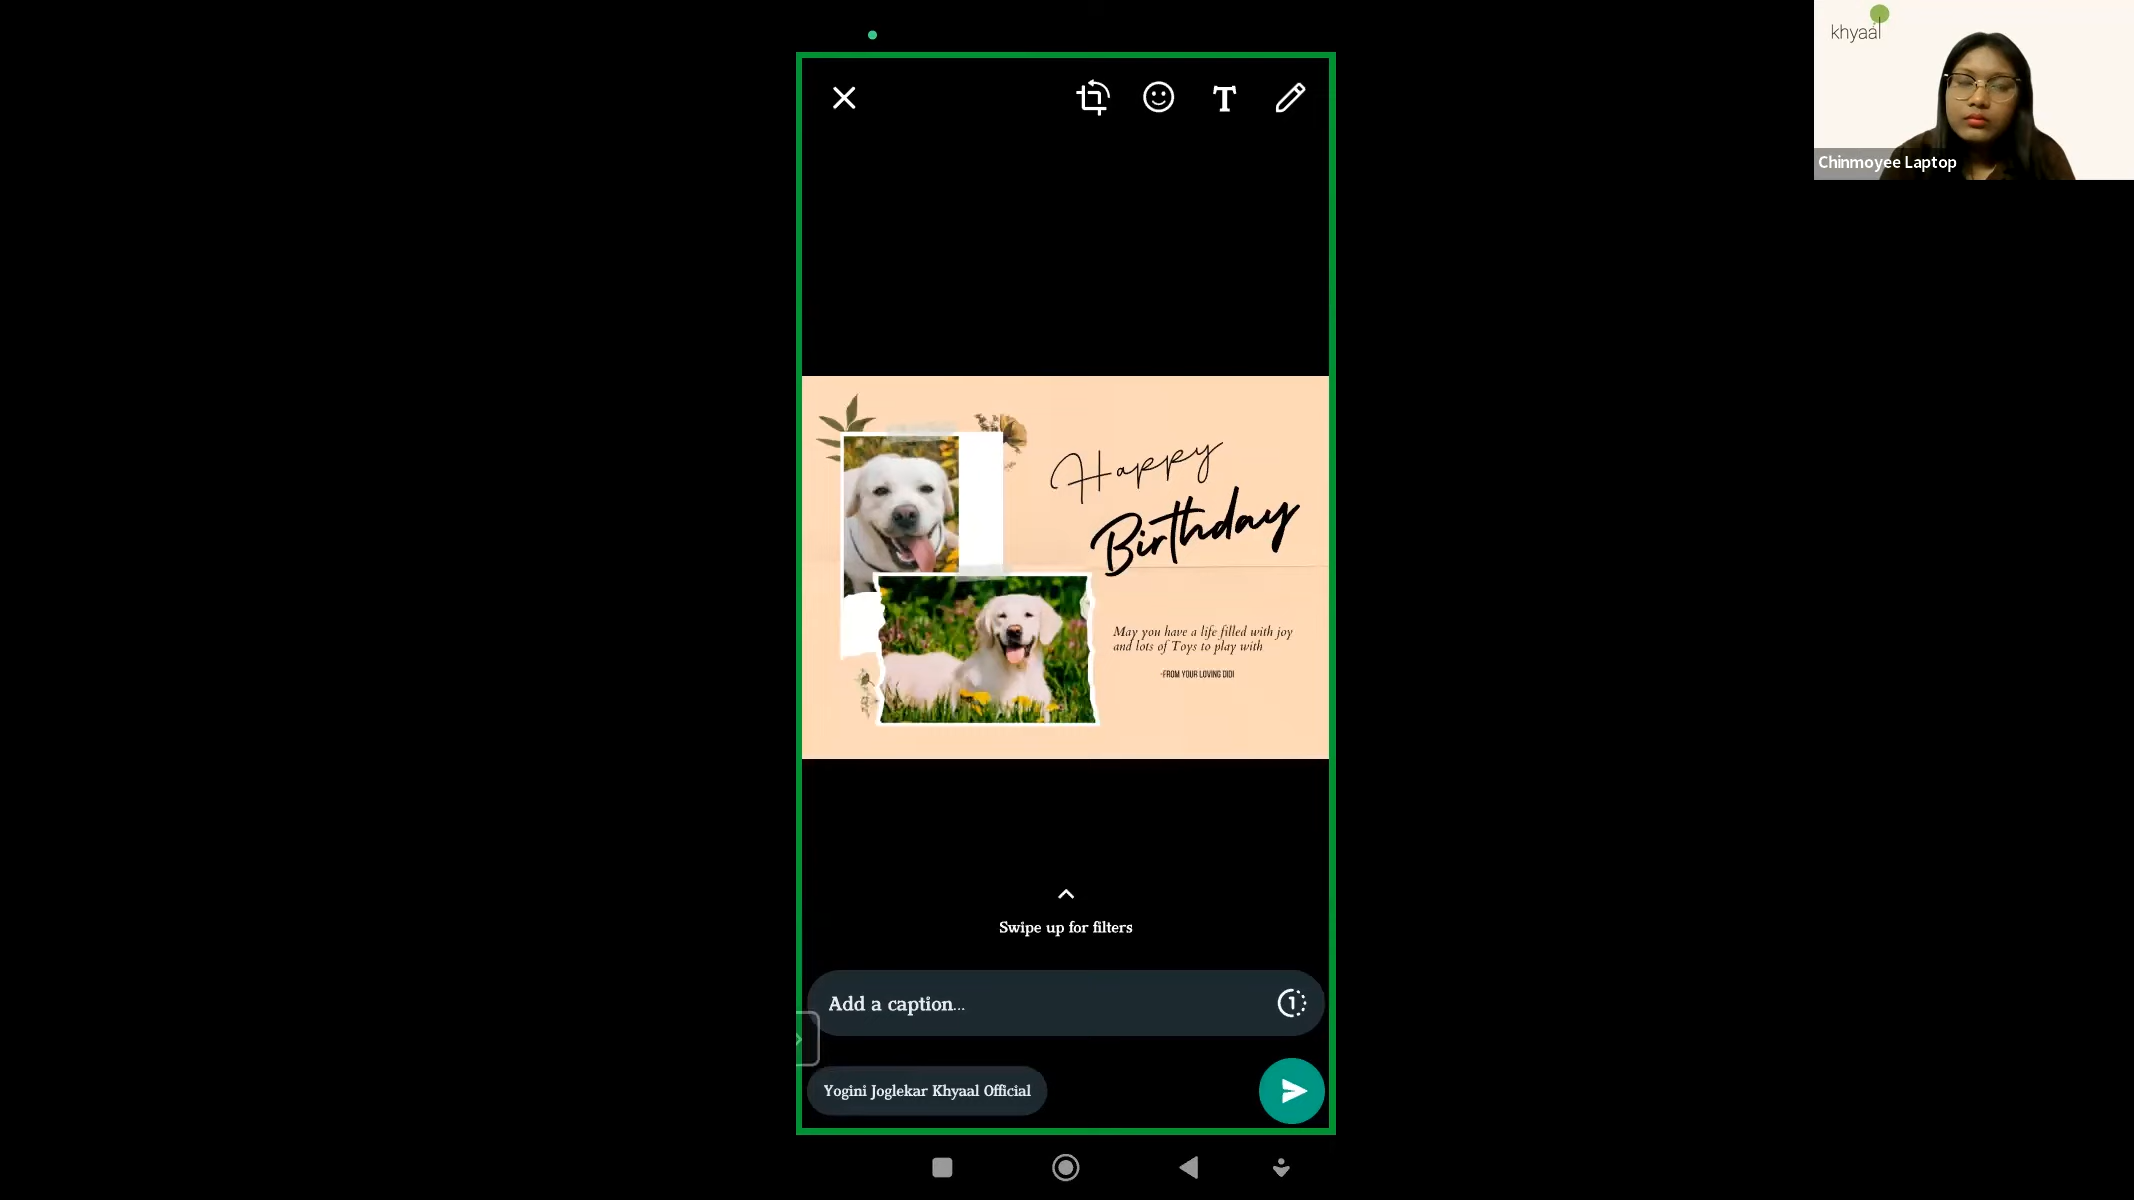 khyaal
Chinmoyee Laptop
T
Happy
Birthday
May you have a life filled with joy
and lots of Toys to play with
-FROM YOUR LOVING DIDI
Swipe up for filters
Add a caption...
1
Yogini Joglekar Khyaal Official